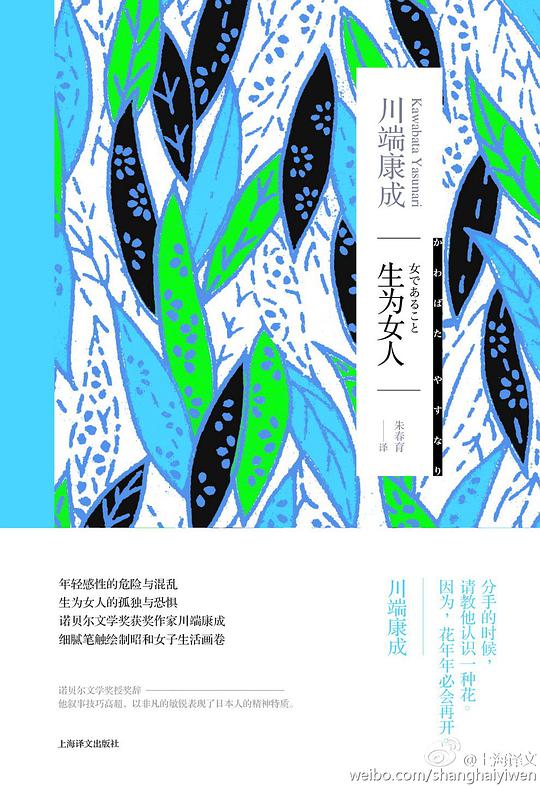 川端康成
Kawabata Yasunari
生为女人
女であること
かわばた やすなり
朱春育
译
年轻感性的危险与混乱
生为女人的孤独与恐惧
诺贝尔文学奖获奖作家川端康成
细腻笔触绘制昭和女子生活画卷
诺贝尔文学奖授奖辞
他叙事技巧高超，以非凡的敏锐表现了日本人的精神特质。
上海译文出版社
分手的时候，
请教他认识一种花。
因为，花年年必会再开
川端康成
@上海译文
weibo.com/shanghaiyiwen